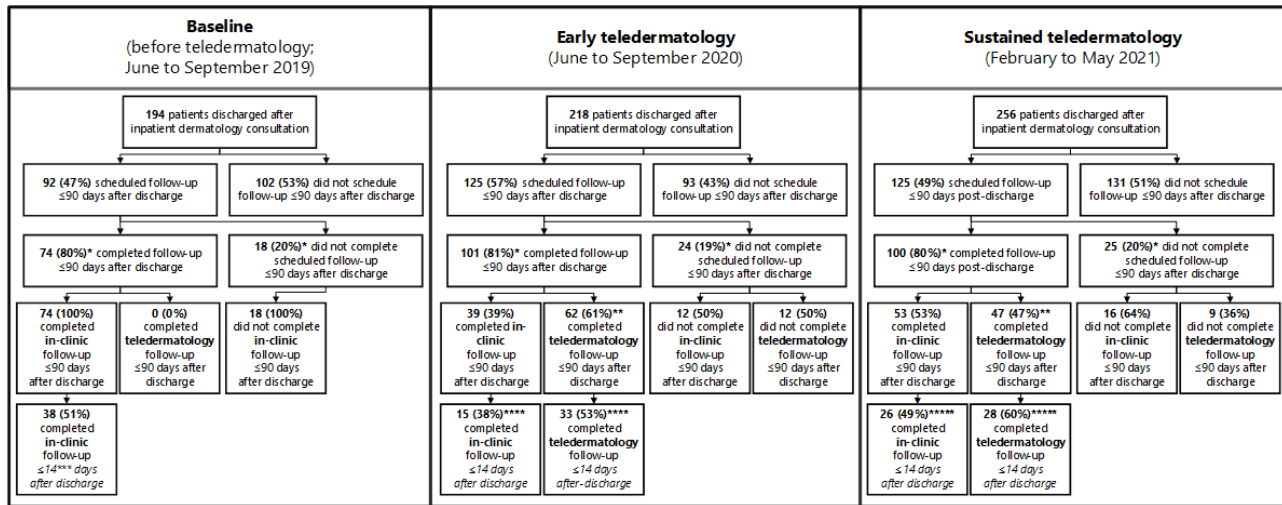 Baseline
(before teledermatology;
June to September 2019)
194 patients discharged after
inpatient dermatology consultation
92 (47%) scheduled follow-up
≤90 days after discharge
102 (53%) did not schedule
follow-up ≤90 days after discharge
74 (80%)* completed follow-up
≤90 days after discharge
18 (20%)* did not complete
scheduled follow-up
≤90 days after discharge
74 (100%)
completed
in-clinic
follow-up
≤90 days
after discharge
0 (0%)
completed
teledermatology
follow-up
≤90 days after
discharge
18 (100%)
did not complete
in-clinic
follow-up
≤90 days
after discharge
38 (51%)
completed
in-clinic
follow-up
≤14*** days
after discharge
Early teledermatology
(June to September 2020)
218 patients discharged after
inpatient dermatology consultation
125 (57%) scheduled follow-up
≤90 days after discharge
93 (43%) did not schedule
follow-up ≤90 days after discharge
101 (81%)* completed follow-up
≤90 days after discharge
24 (19%)* did not complete
scheduled follow-up
≤90 days after discharge
39 (39%)
completed in-
clinic
follow-up
≤90 days
after discharge
62 (61%)**
completed
teledermatology
follow-up
≤90 days after
discharge
12 (50%)
did not complete
in-clinic
follow-up
≤90 days
after discharge
12 (50%)
did not complete
teledermatology
follow-up
≤90 days after
discharge
15 (38%)****
completed
in-clinic
follow-up
≤14 days
after discharge
33 (53%)****
completed
teledermatology
follow-up
≤14 days
after-discharge
Sustained teledermatology
(February to May 2021)
256 patients discharged after
inpatient dermatology consultation
125 (49%) scheduled follow-up
≤90 days post-discharge
131 (51%) did not schedule
follow-up ≤90 days after discharge
100 (80%)* completed follow-up
≤90 days post-discharge
25 (20%)* did not complete
scheduled follow-up
≤90 days after discharge
53 (53%)
completed
in-clinic
follow-up
≤90 days
after discharge
47 (47%)**
completed
teledermatology
follow-up
≤90 days after
discharge
16 (64%)
did not complete
in-clinic
follow-up
≤90 days
after discharge
9 (36%)
did not complete
teledermatology
follow-up
≤90 days after
discharge
26 (49%)*****
completed
in-clinic
follow-up
≤14 days
after discharge
28 (60%)*****
completed
teledermatology
follow-up
≤14 days
after discharge